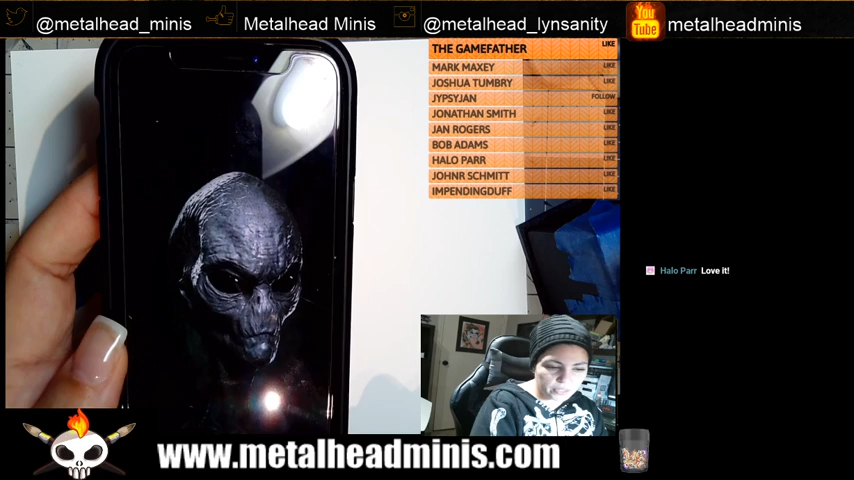 @metalhead_minis
Metalhead Minis
@metalhead_lynsanity
You Tube
metalheadminis
THE GAMEFATHER LIKE
MARK MAXEY LIKE
JOSHUA TUMBRY LIKE
JYPSYJAN FOLLOW
JONATHAN SMITH LIKE
JAN ROGERS LIKE
BOB ADAMS LIKE
HALO PARR LIKE
JOHNR SCHMITT LIKE
IMPENDINGDUFF LIKE
Halo Parr Love it!
www.metalheadminis.com